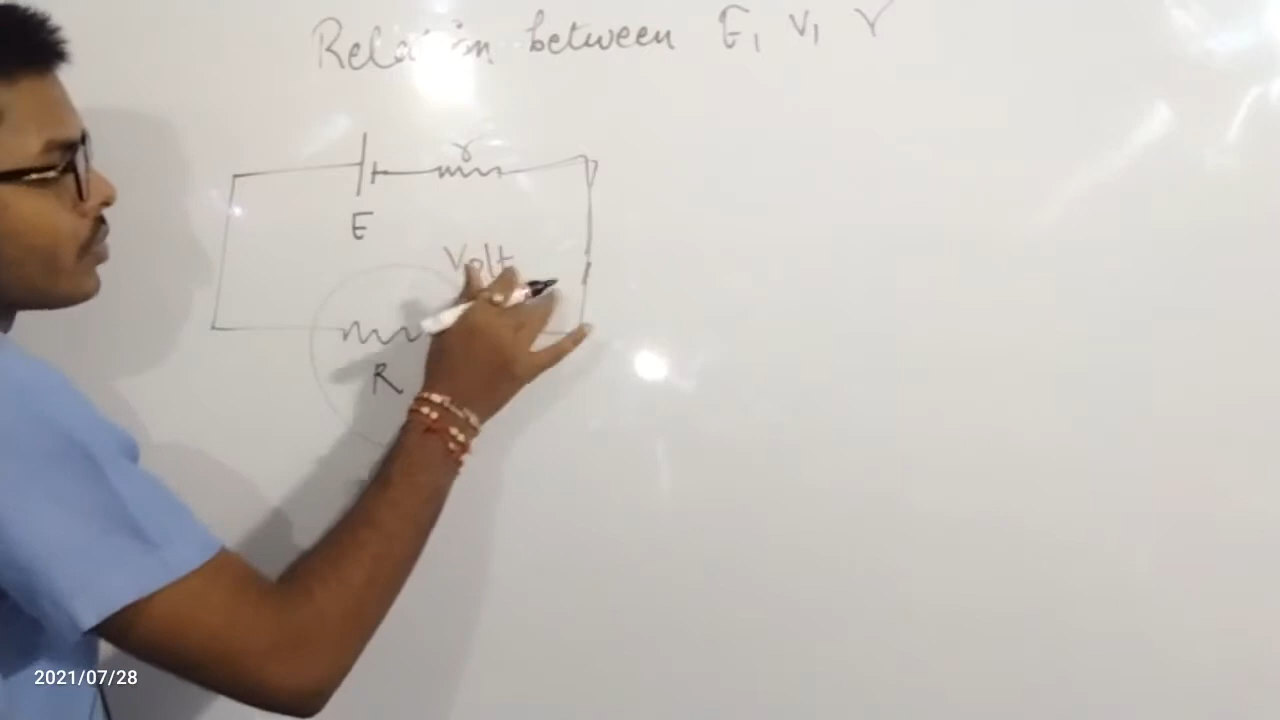 Relation between E, V, r
r
E
Volt
R
2021/07/28